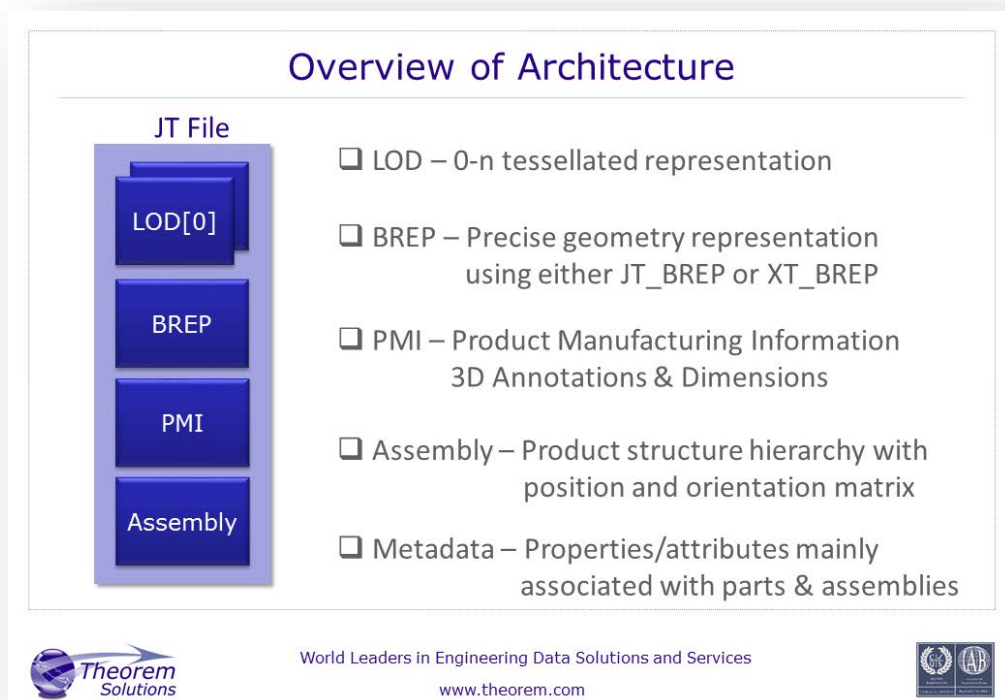 Overview of Architecture
JT File
LOD[0]
BREP
PMI
Assembly
❑ LOD – 0-n tessellated representation
❑ BREP – Precise geometry representation
using either JT_BREP or XT_BREP
❑ PMI – Product Manufacturing Information
3D Annotations & Dimensions
❑ Assembly – Product structure hierarchy with
position and orientation matrix
❑ Metadata – Properties/attributes mainly
associated with parts & assemblies
Theorem
Solutions
World Leaders in Engineering Data Solutions and Services
www.theorem.com